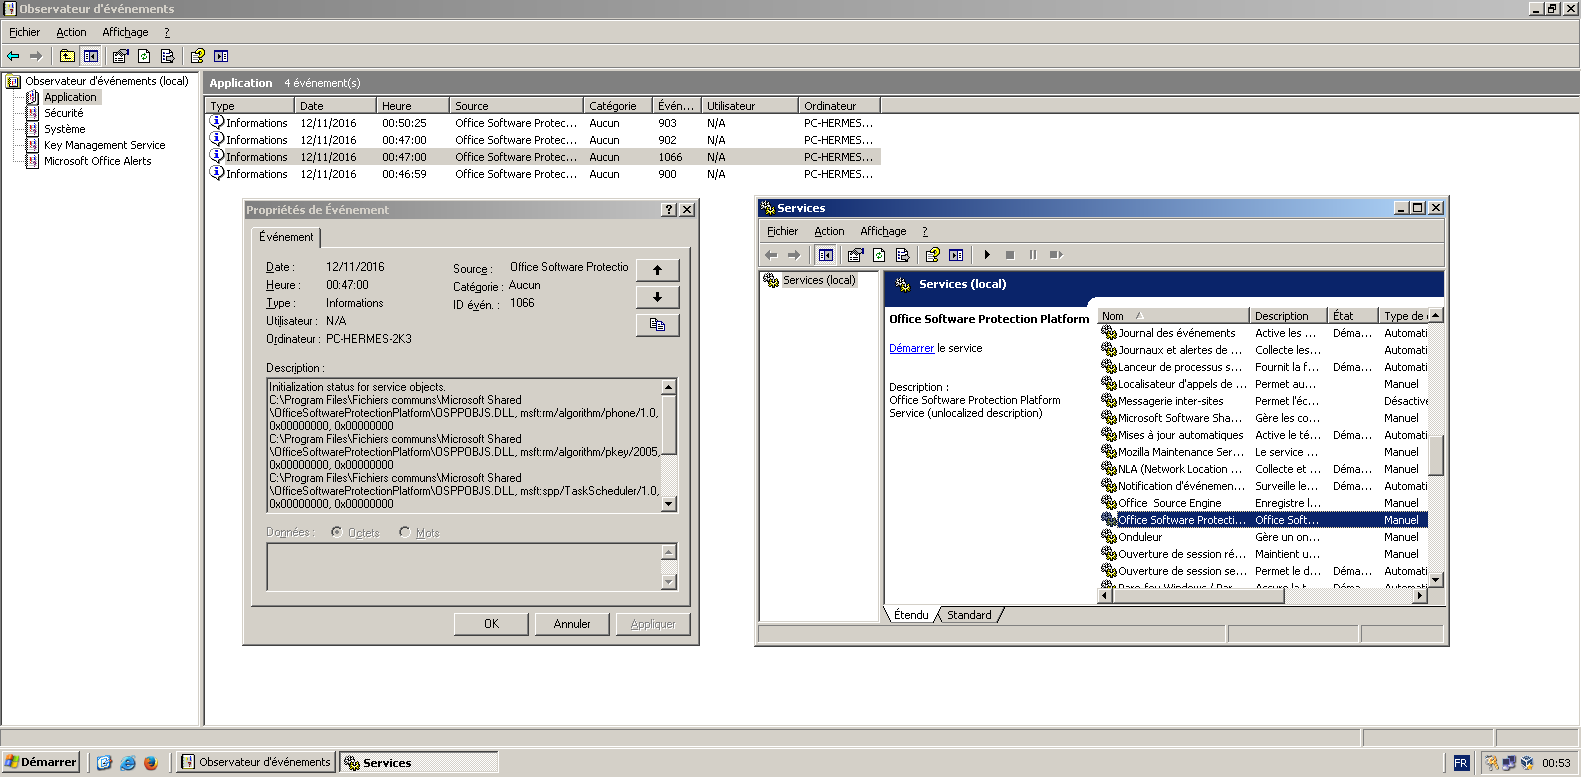 Observateur d'événements
Fichier Action Affichage ?
Observateur d'événements (local)
Application
Sécurité
Système
Key Management Service
Microsoft Office Alerts
Application 4 événement(s)
Type Date Heure Source Catégorie Évén... Utilisateur Ordinateur
Informations 12/11/2016 00:50:25 Office Software Protec... Aucun 903 N/A PC-HERMES...
Informations 12/11/2016 00:47:00 Office Software Protec... Aucun 902 N/A PC-HERMES...
Informations 12/11/2016 00:47:00 Office Software Protec... Aucun 1066 N/A PC-HERMES...
Informations 12/11/2016 00:46:59 Office Software Protec... Aucun 900 N/A PC-HERMES...
Propriétés de Événement
Événement
Date : 12/11/2016 Source : Office Software Protectio
Heure : 00:47:00 Catégorie : Aucun
Type : Informations ID évén. : 1066
Utilisateur : N/A
Ordinateur : PC-HERMES-2K3
Description :
Initialization status for service objects.
C:\Program Files\Fichiers communs\Microsoft Shared
\OfficeSoftwareProtectionPlatform\OSPPOBJS.DLL, msft:rm/algorithm/phone/1.0,
0x00000000, 0x00000000
C:\Program Files\Fichiers communs\Microsoft Shared
\OfficeSoftwareProtectionPlatform\OSPPOBJS.DLL, msft:rm/algorithm/pkey/2005,
0x00000000, 0x00000000
C:\Program Files\Fichiers communs\Microsoft Shared
\OfficeSoftwareProtectionPlatform\OSPPOBJS.DLL, msft:spp/TaskScheduler/1.0,
0x00000000, 0x00000000
Données : Octets Mots
OK Annuler Appliquer
Services
Fichier Action Affichage ?
Services (local)
Services (local)
Office Software Protection Platform
Démarrer le service
Description :
Office Software Protection Platform
Service (unlocalized description)
Nom Description État Type de
Journal des événements Active les ... Déma... Automati
Journaux et alertes de ... Collecte les... Automati
Lanceur de processus s... Fournit la f... Déma... Automati
Localisateur d'appels de ... Permet au... Manuel
Messagerie inter-sites Permet l'éc... Désactivé
Microsoft Software Sha... Gère les co... Manuel
Mises à jour automatiques Active le té... Déma... Automati
Mozilla Maintenance Ser... Le service ... Manuel
NLA (Network Location ... Collecte et ... Déma... Manuel
Notification d'événemen... Surveille le... Déma... Automati
Office Source Engine Enregistre l... Manuel
Office Software Protecti... Office Soft... Manuel
Onduleur Gère un on... Manuel
Ouverture de session ré... Maintient u... Manuel
Ouverture de session se... Permet le d... Déma... Automati
Pare-feu Windows / Par... Assure la t... Déma... Automati
Étendu Standard
Démarrer Observateur d'événements Services FR 00:53